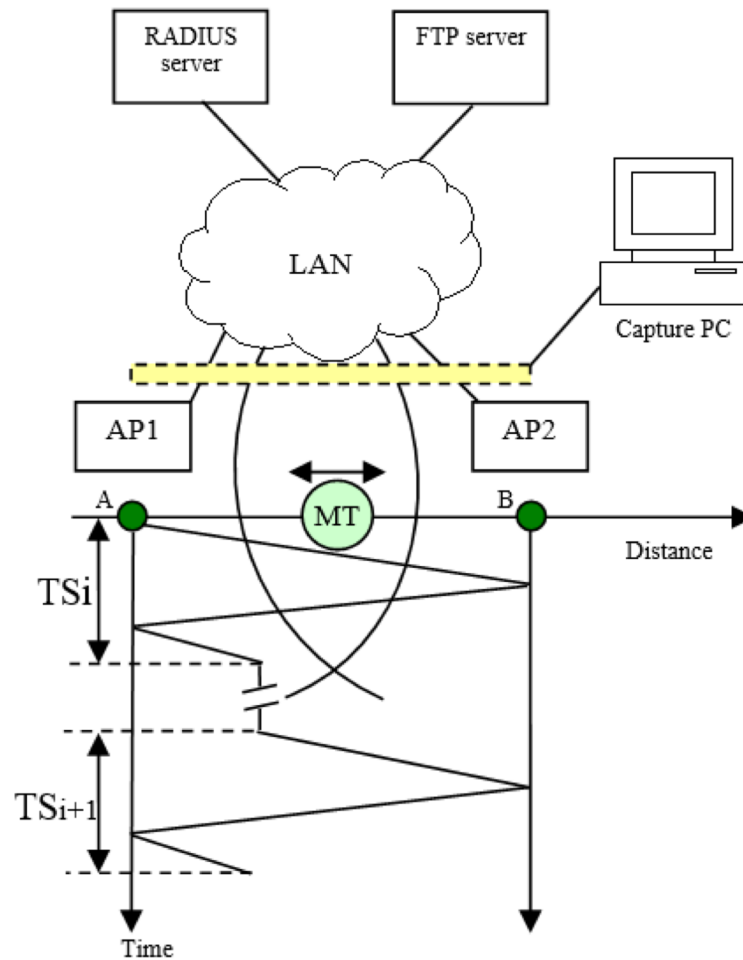 RADIUS
server
FTP server
LAN
Capture PC
AP1
AP2
A
MT
B
Distance
TSi
TSi+1
Time